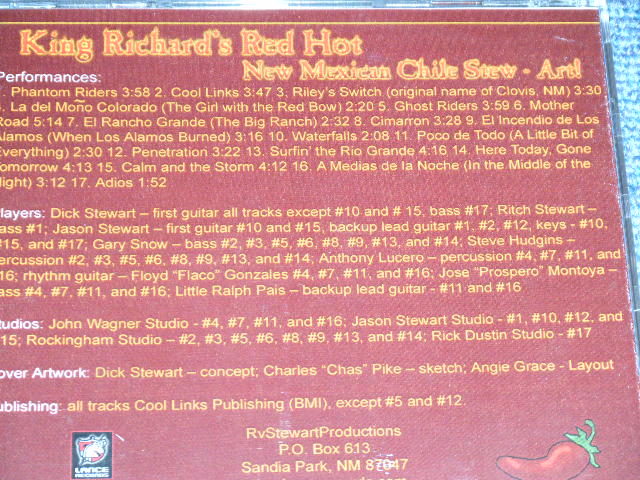 King Richard's Red Hot
New Mexican Chile Stew - Art!
Performances:
1. Phantom Riders 3:58 2. Cool Links 3:47 3. Riley's Switch (original name of Clovis, NM) 3:30
4. La del Moño Colorado (The Girl with the Red Bow) 2:20 5. Ghost Riders 3:59 6. Mother
Road 5:14 7. El Rancho Grande (The Big Ranch) 2:32 8. Cimarron 3:28 9. El Incendio de Los
Alamos (When Los Alamos Burned) 3:16 10. Waterfalls 2:08 11. Poco de Todo (A Little Bit of
Everything) 2:30 12. Penetration 3:22 13. Surfin' the Rio Grande 4:16 14. Here Today, Gone
Tomorrow 4:13 15. Calm and the Storm 4:12 16. A Medias de la Noche (In the Middle of the
Night) 3:12 17. Adios 1:52
Players: Dick Stewart – first guitar all tracks except #10 and # 15, bass #17; Ritch Stewart –
bass #1; Jason Stewart – first guitar #10 and #15, backup lead guitar #1, #2, #12, keys - #10,
#15, and #17; Gary Snow – bass #2, #3, #5, #6, #8, #9, #13, and #14; Steve Hudgins –
percussion #2, #3, #5, #6, #8, #9, #13, and #14; Anthony Lucero – percussion #4, #7, #11, and
#16; rhythm guitar – Floyd "Flaco" Gonzales #4, #7, #11, and #16; Jose "Prospero" Montoya –
bass #4, #7, #11, and #16; Little Ralph Pais – backup lead guitar - #11 and #16
Studios: John Wagner Studio - #4, #7, #11, and #16; Jason Stewart Studio - #1, #10, #12, and
#15; Rockingham Studio – #2, #3, #5, #6, #8, #9, #13, and #14; Rick Dustin Studio - #17
Cover Artwork: Dick Stewart – concept; Charles "Chas" Pike – sketch; Angie Grace - Layout
Publishing: all tracks Cool Links Publishing (BMI), except #5 and #12.
RvStewartProductions
P.O. Box 613
Sandia Park, NM 87047
LANCE
RECORDS